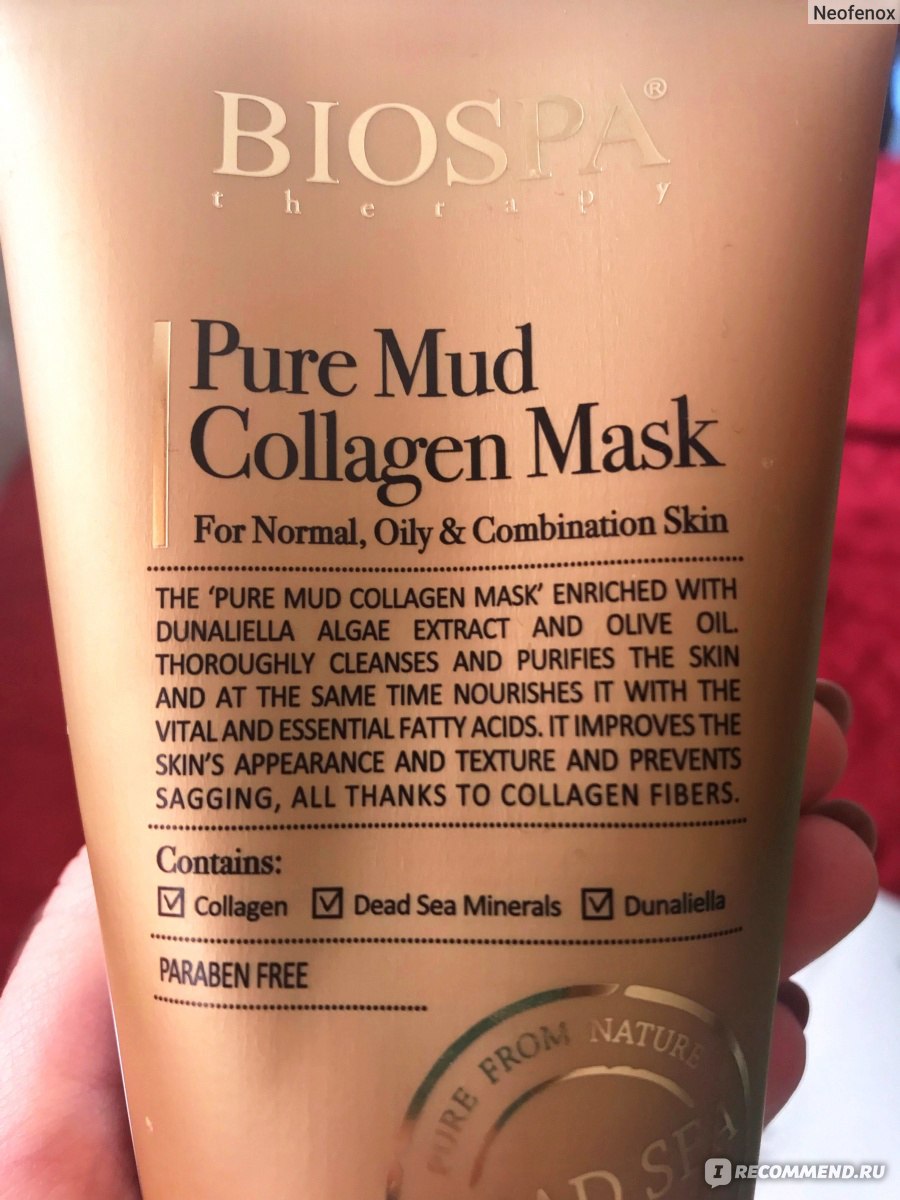 Neofenox
BIOSPA®
therapy
Pure Mud
Collagen Mask
For Normal, Oily & Combination Skin
THE ‘PURE MUD COLLAGEN MASK’ ENRICHED WITH
DUNALIELLA ALGAE EXTRACT AND OLIVE OIL.
THOROUGHLY CLEANSES AND PURIFIES THE SKIN
AND AT THE SAME TIME NOURISHES IT WITH THE
VITAL AND ESSENTIAL FATTY ACIDS. IT IMPROVES THE
SKIN’S APPEARANCE AND TEXTURE AND PREVENTS
SAGGING, ALL THANKS TO COLLAGEN FIBERS.
Contains:
Collagen Dead Sea Minerals Dunaliella
PARABEN FREE
PURE FROM NATURE
SEA
IRECOMMEND.RU